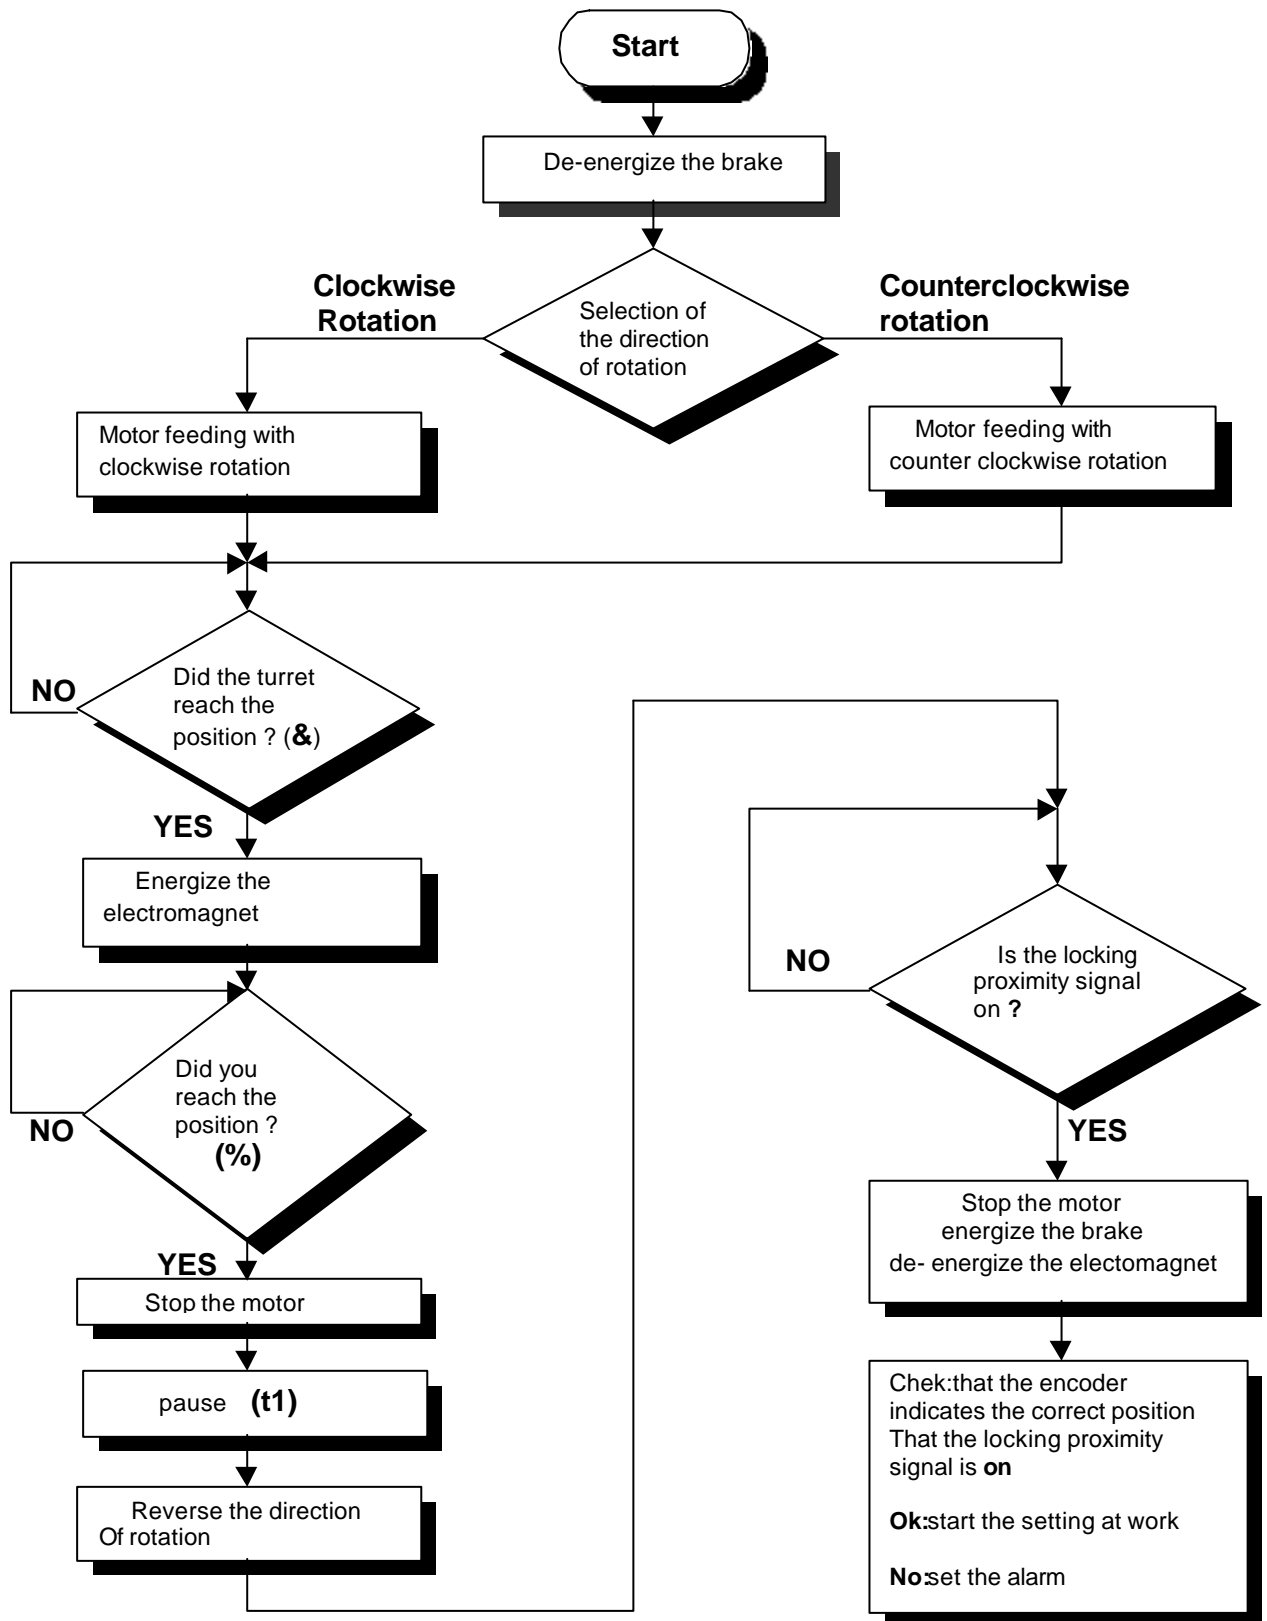 Start
De-energize the brake
Clockwise
Rotation
Counterclockwise
rotation
Selection of
the direction
of rotation
Motor feeding with
clockwise rotation
Motor feeding with
counter clockwise rotation
NO
Did the turret
reach the
position ? (&)
YES
Energize the
electromagnet
NO
Did you
reach the
position ?
(%)
YES
Stop the motor
pause (t1)
Reverse the direction
Of rotation
NO
Is the locking
proximity signal
on ?
YES
Stop the motor
energize the brake
de- energize the electomagnet
Chek:that the encoder
indicates the correct position
That the locking proximity
signal is on
Ok:start the setting at work
No:set the alarm